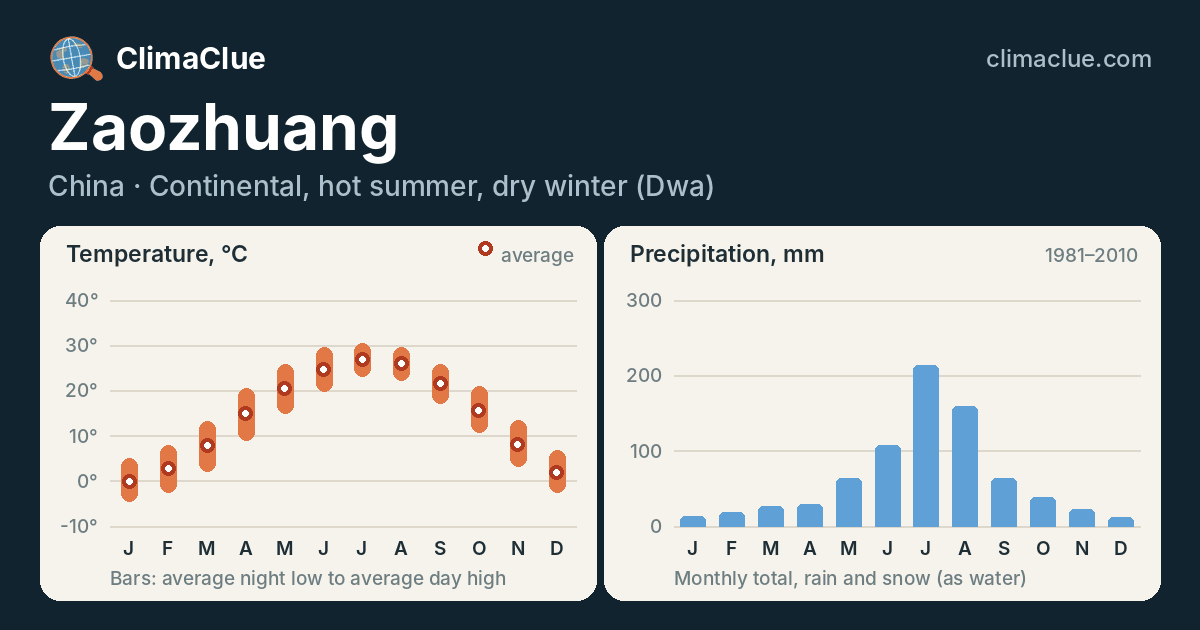 ClimaClue
climaclue.com
Zaozhuang
China · Continental, hot summer, dry winter (Dwa)
Temperature, °C
average
40°
30°
20°
10°
0°
-10°
J F M A M J J A S O N D
Bars: average night low to average day high
Precipitation, mm
1981–2010
300
200
100
0
J F M A M J J A S O N D
Monthly total, rain and snow (as water)